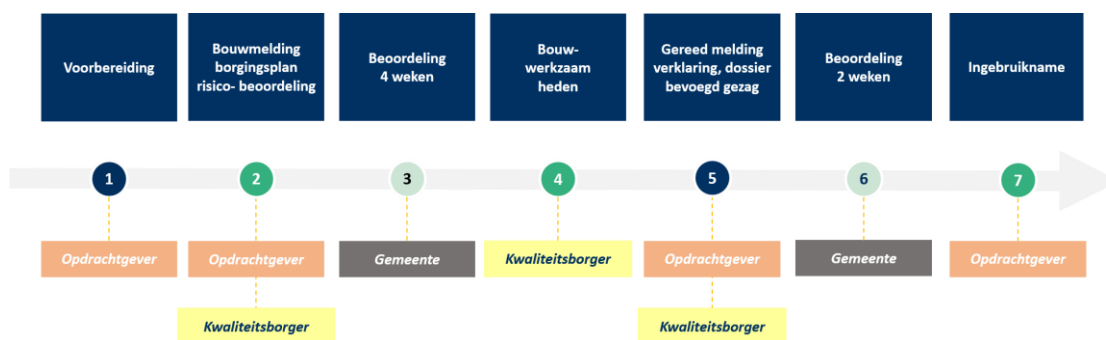 Voorbereiding
Bouwmelding
borgingsplan
risico- beoordeling
Beoordeling
4 weken
Bouw-
werkzaam
heden
Gereed melding
verklaring, dossier
bevoegd gezag
Beoordeling
2 weken
Ingebruikname
1
2
3
4
5
6
7
Opdrachtgever
Opdrachtgever
Gemeente
Kwaliteitsborger
Opdrachtgever
Gemeente
Opdrachtgever
Kwaliteitsborger
Kwaliteitsborger